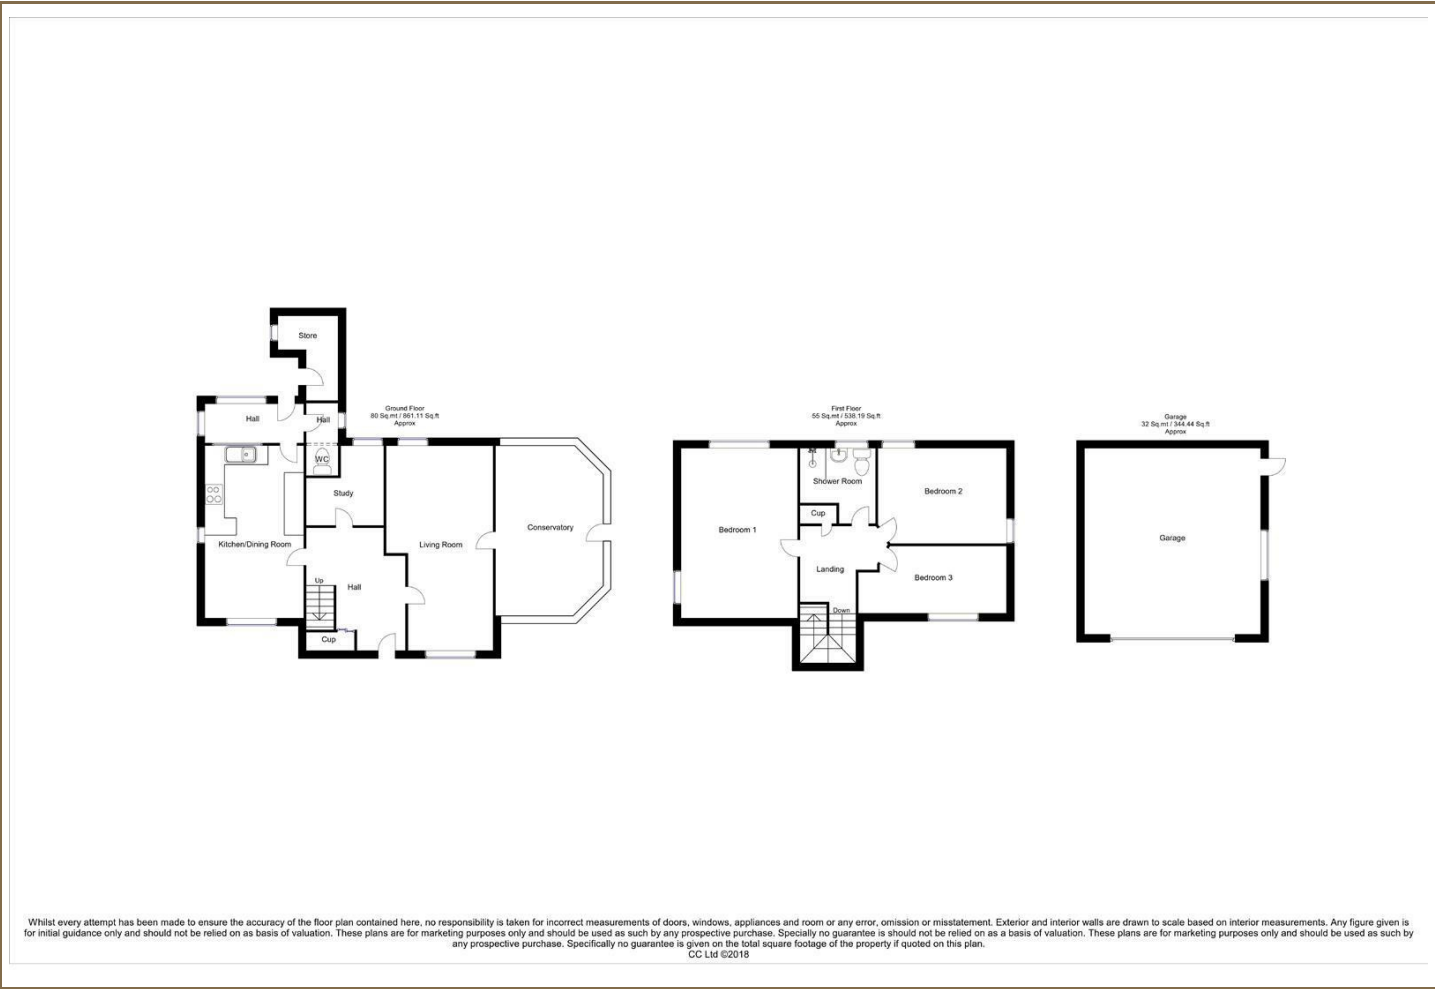 Store
Hall
Hall
Ground Floor
80 Sq.mt / 861.11 Sq.ft
Approx
WC
Study
Kitchen/Dining Room
Living Room
Conservatory
Up
Hall
Cup
First Floor
55 Sq.mt / 538.19 Sq.ft
Approx
Shower Room
Bedroom 2
Cup
Bedroom 1
Landing
Bedroom 3
Down
Garage
32 Sq.mt / 344.44 Sq.ft
Approx
Garage
Whilst every attempt has been made to ensure the accuracy of the floor plan contained here, no responsibility is taken for incorrect measurements of doors, windows, appliances and room or any error, omission or misstatement. Exterior and interior walls are drawn to scale based on interior measurements. Any figure given is
for initial guidance only and should not be relied on as basis of valuation. These plans are for marketing purposes only and should be used as such by any prospective purchase. Specially no guarantee is should not be relied on as a basis of valuation. These plans are for marketing purposes only and should be used as such by
any prospective purchase. Specifically no guarantee is given on the total square footage of the property if quoted on this plan.
CC Ltd ©2018